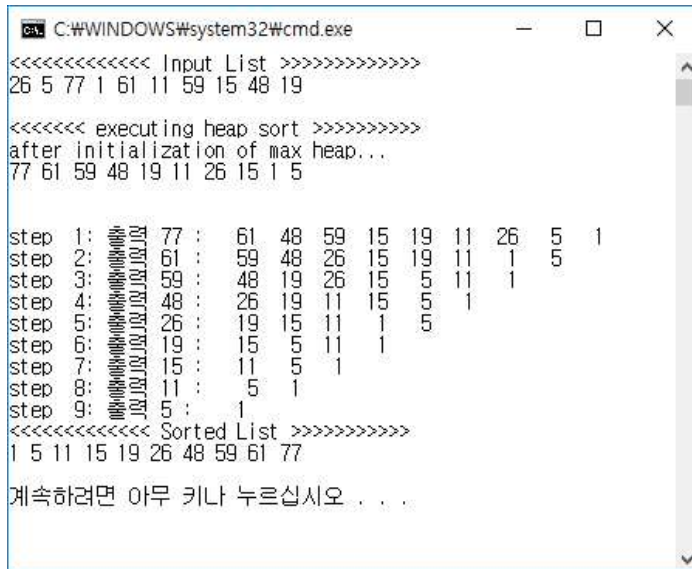 C:₩WINDOWS₩system32₩cmd.exe
<<<<<<<<<<<<< Input List >>>>>>>>>>>>>
26 5 77 1 61 11 59 15 48 19
<<<<<<< executing heap sort >>>>>>>>>>
after initialization of max heap...
77 61 59 48 19 11 26 15 1 5
step 1: 출력 77 : 61 48 59 15 19 11 26 5 1
step 2: 출력 61 : 59 48 26 15 19 11 1 5
step 3: 출력 59 : 48 19 26 15 5 11 1
step 4: 출력 48 : 26 19 11 15 5 1
step 5: 출력 26 : 19 15 11 1 5
step 6: 출력 19 : 15 5 11 1
step 7: 출력 15 : 11 5 1
step 8: 출력 11 : 5 1
step 9: 출력 5 : 1
<<<<<<<<<<<<< Sorted List >>>>>>>>>>>
1 5 11 15 19 26 48 59 61 77
계속하려면 아무 키나 누르십시오 . . .